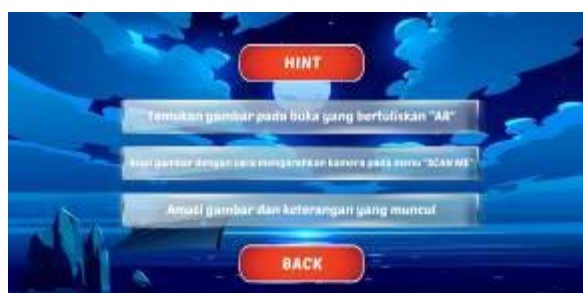 HINT
Temukan gambar pada buku yang bertuliskan "AR"
Scan gambar dengan cara mengarahkan kamera pada menu "SCAN ME"
Amati gambar dan keterangan yang muncul
BACK